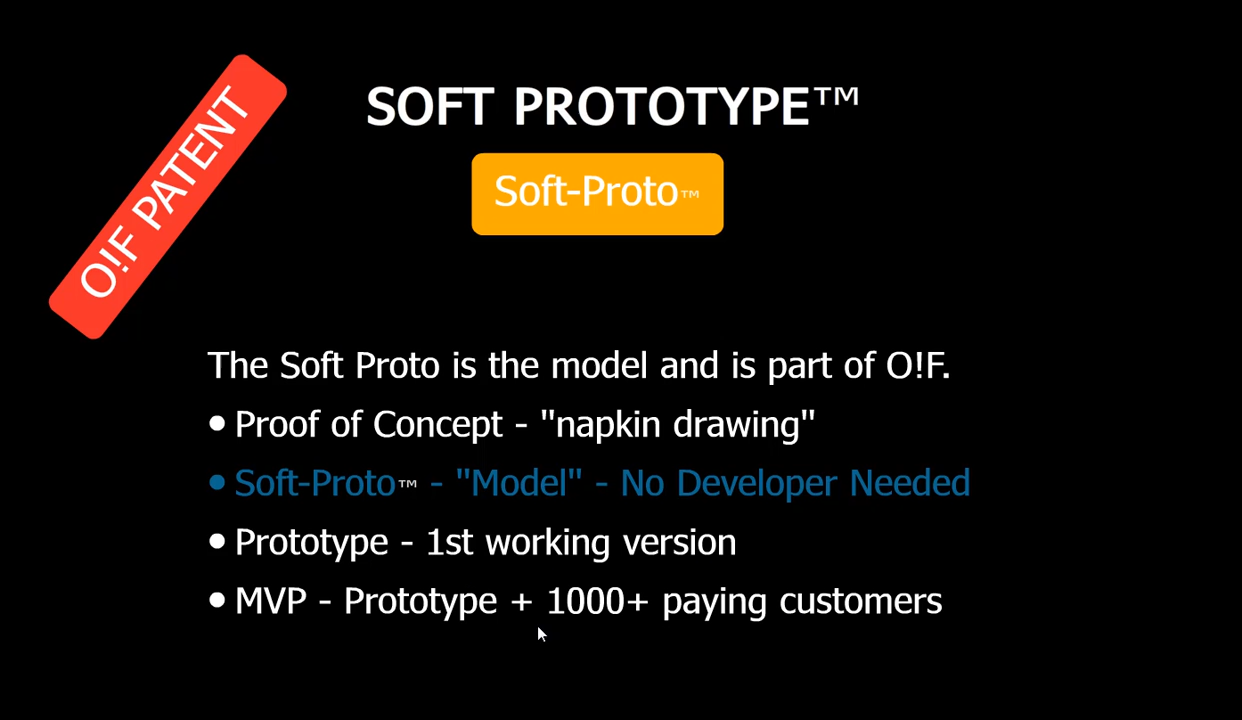 O!F PATENT
SOFT PROTOTYPE™
Soft-Proto™
The Soft Proto is the model and is part of O!F.
• Proof of Concept - "napkin drawing"
• Soft-Proto™ - "Model" - No Developer Needed
• Prototype - 1st working version
• MVP - Prototype + 1000+ paying customers